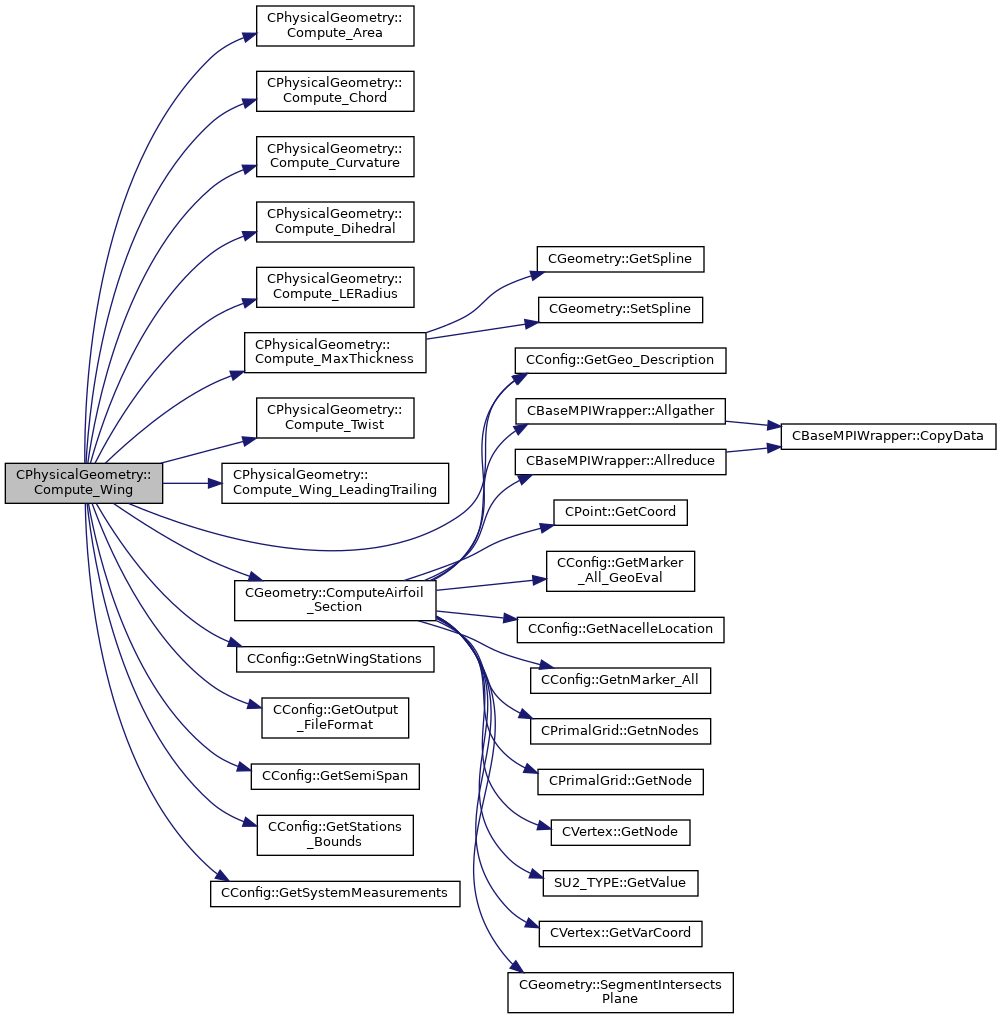 CPhysicalGeometry::
Compute_Wing
CPhysicalGeometry::
Compute_Area
CPhysicalGeometry::
Compute_Chord
CPhysicalGeometry::
Compute_Curvature
CPhysicalGeometry::
Compute_Dihedral
CPhysicalGeometry::
Compute_LERadius
CPhysicalGeometry::
Compute_MaxThickness
CPhysicalGeometry::
Compute_Twist
CPhysicalGeometry::
Compute_Wing_LeadingTrailing
CGeometry::ComputeAirfoil
_Section
CConfig::GetnWingStations
CConfig::GetOutput
_FileFormat
CConfig::GetSemiSpan
CConfig::GetStations
_Bounds
CConfig::GetSystemMeasurements
CGeometry::GetSpline
CGeometry::SetSpline
CConfig::GetGeo_Description
CBaseMPIWrapper::Allgather
CBaseMPIWrapper::Allreduce
CPoint::GetCoord
CConfig::GetMarker
_All_GeoEval
CConfig::GetNacelleLocation
CConfig::GetnMarker_All
CPrimalGrid::GetnNodes
CPrimalGrid::GetNode
CVertex::GetNode
SU2_TYPE::GetValue
CVertex::GetVarCoord
CGeometry::SegmentIntersects
Plane
CBaseMPIWrapper::CopyData